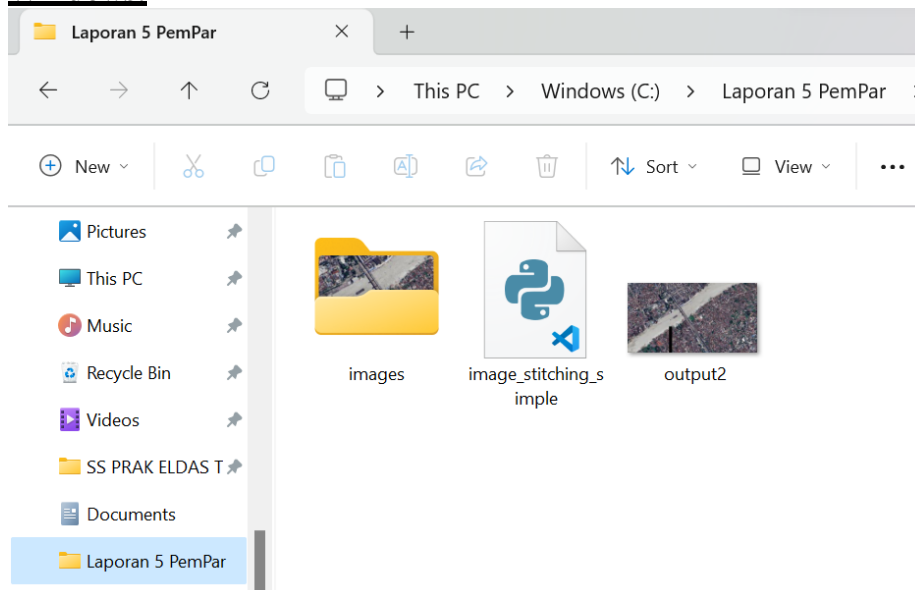 Laporan 5 PemPar
This PC > Windows (C:) > Laporan 5 PemPar
New Sort View
Pictures
This PC
Music
Recycle Bin
Videos
SS PRAK ELDAS T
Documents
Laporan 5 PemPar
images
image_stitching_s
imple
output2